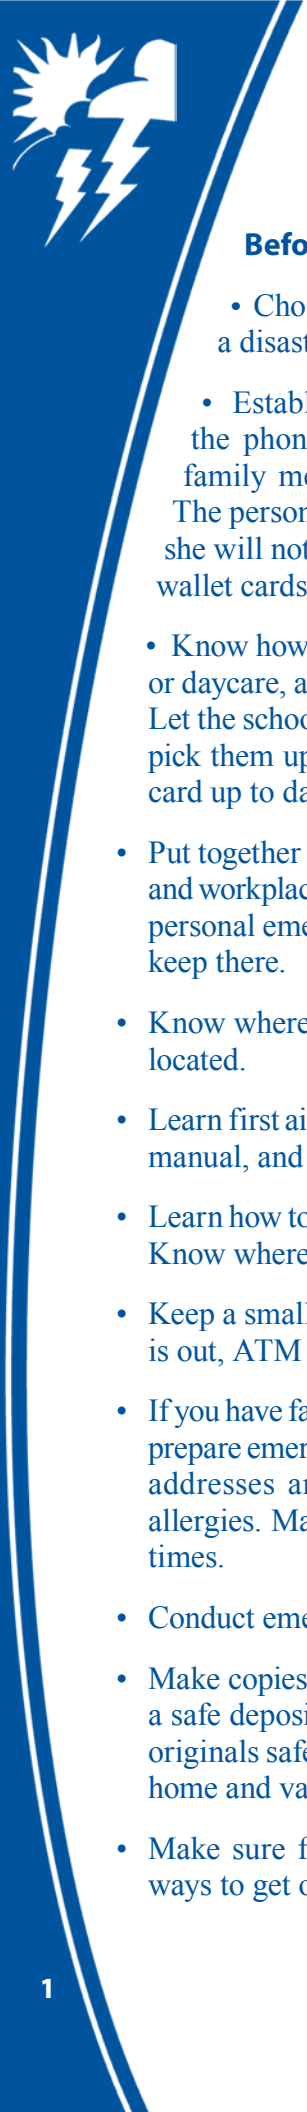 Befo
• Cho
a disast
• Establ
the phon
family me
The person
she will not
wallet cards
• Know how
or daycare, a
Let the schoo
pick them up
card up to da
• Put together
and workplac
personal eme
keep there.
• Know where
located.
• Learn first ai
manual, and
• Learn how to
Know where
• Keep a small
is out, ATM
• If you have fa
prepare emer
addresses an
allergies. Ma
times.
• Conduct eme
• Make copies
a safe deposi
originals safe
home and va
• Make sure f
ways to get o
1